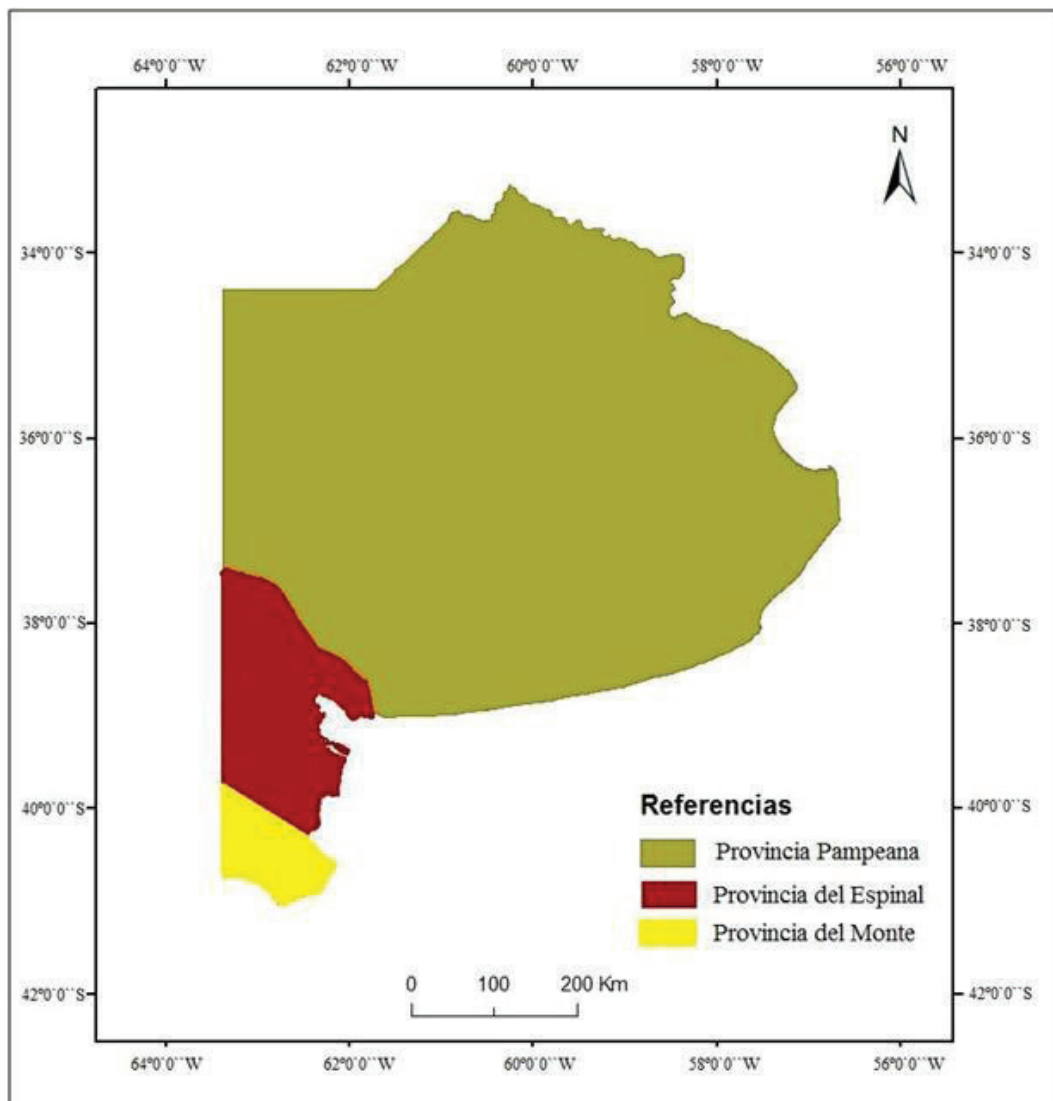 64°0'0´´W 62°0'0´´W 60°0'0´´W 58°0'0´´W 56°0'0´´W
N
34°0'0´´S 34°0'0´´S
36°0'0´´S 36°0'0´´S
38°0'0´´S 38°0'0´´S
40°0'0´´S 40°0'0´´S
Referencias
Provincia Pampeana
Provincia del Espinal
Provincia del Monte
0 100 200 Km
42°0'0´´S 42°0'0´´S
64°0'0´´W 62°0'0´´W 60°0'0´´W 58°0'0´´W 56°0'0´´W